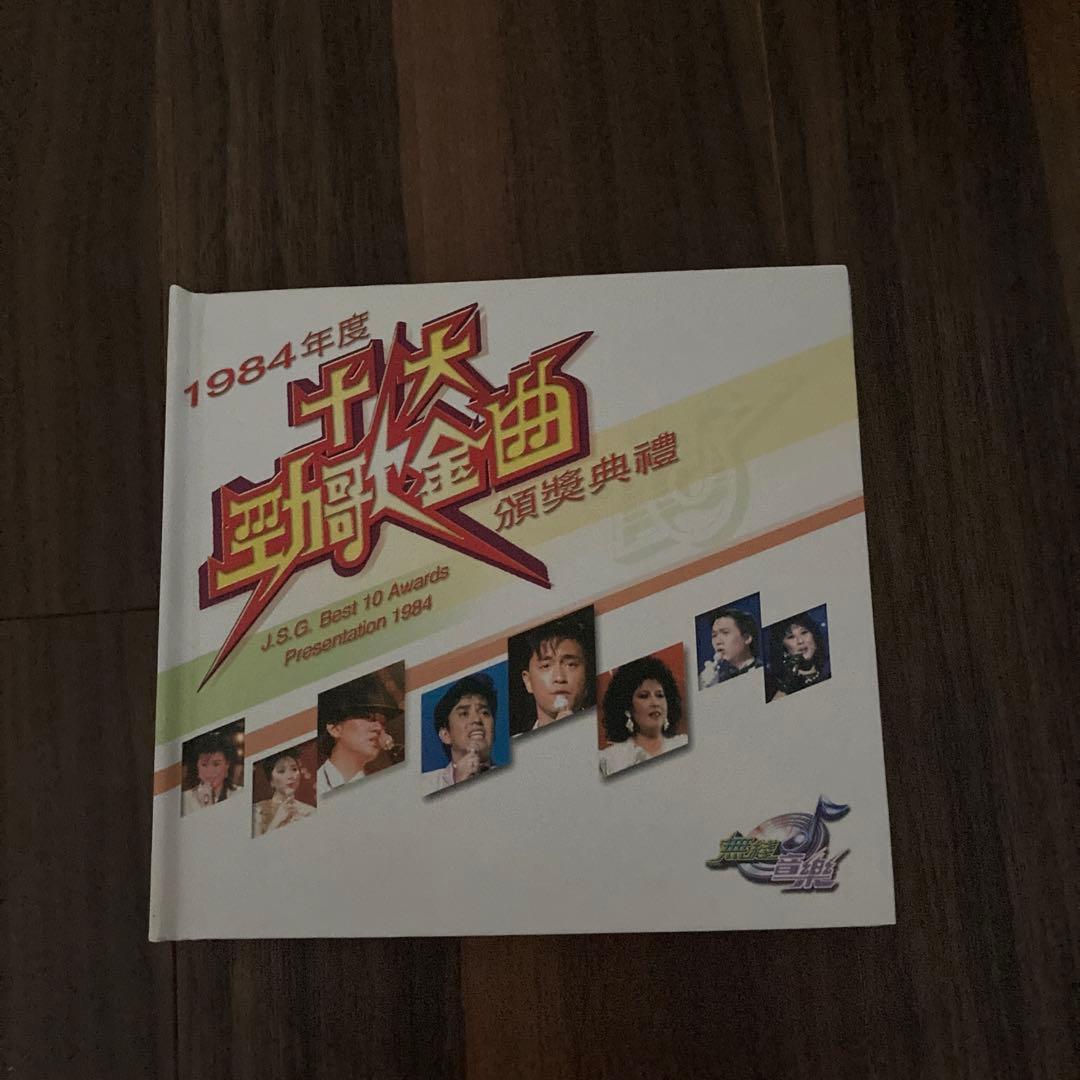 1984年度
十大
勁歌金曲
頒獎典禮
J.S.G. Best 10 Awards
Presentation 1984
無綫
音樂